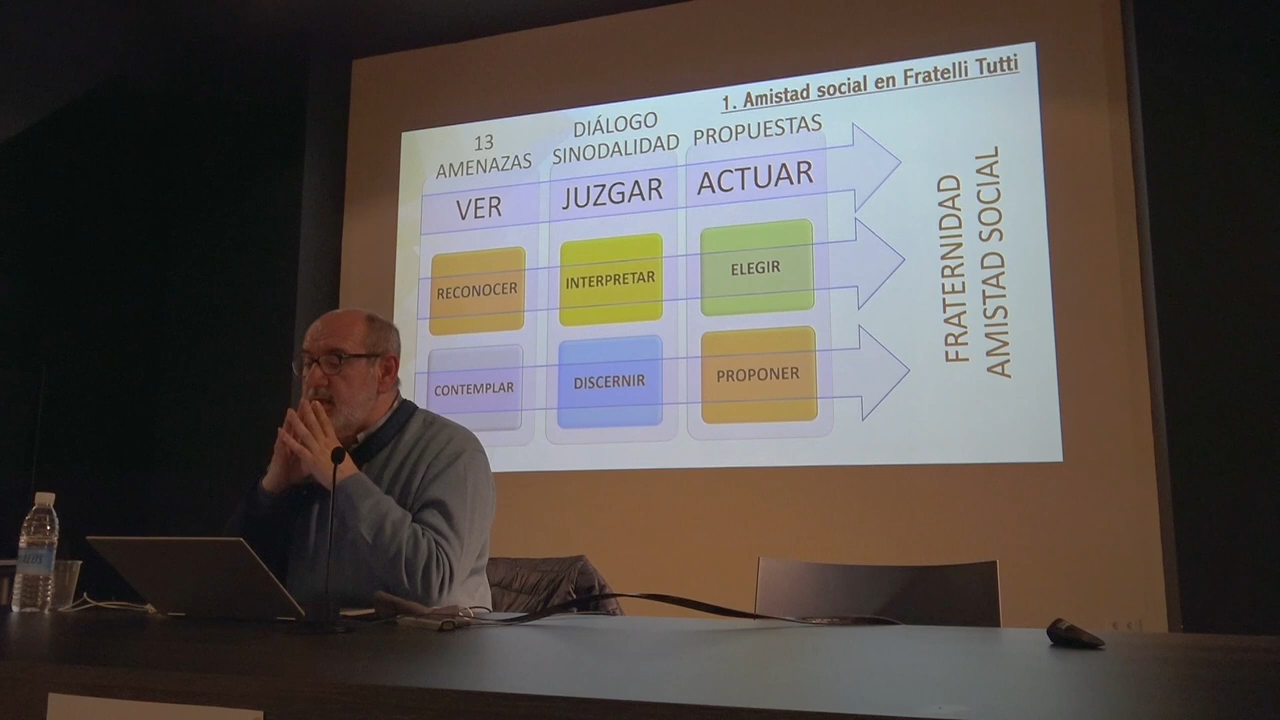 1. Amistad social en Fratelli Tutti
13
AMENAZAS
DIÁLOGO
SINODALIDAD
PROPUESTAS
VER
JUZGAR
ACTUAR
RECONOCER
INTERPRETAR
ELEGIR
CONTEMPLAR
DISCERNIR
PROPONER
FRATERNIDAD
AMISTAD SOCIAL